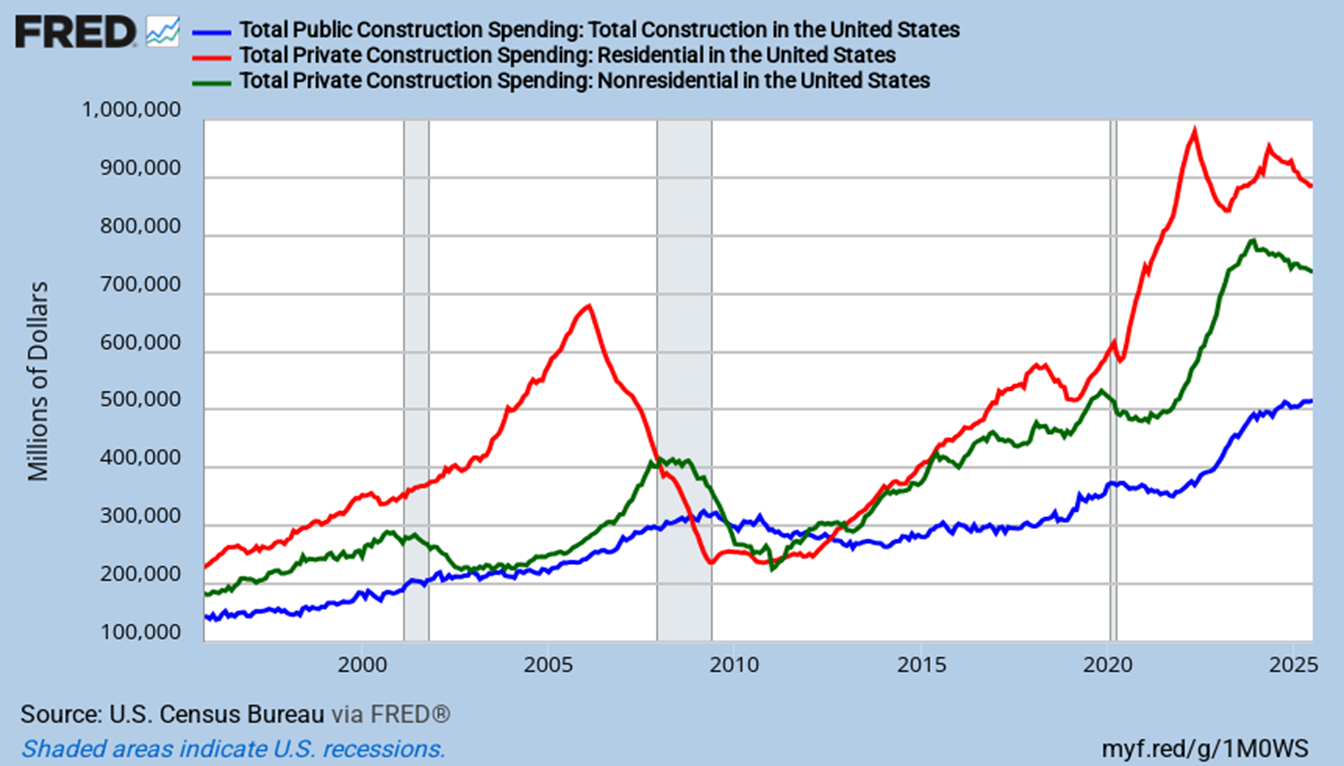 FRED
Total Public Construction Spending: Total Construction in the United States
Total Private Construction Spending: Residential in the United States
Total Private Construction Spending: Nonresidential in the United States
Millions of Dollars
1,000,000
900,000
800,000
700,000
600,000
500,000
400,000
300,000
200,000
100,000
2000 2005 2010 2015 2020 2025
Source: U.S. Census Bureau via FRED®
Shaded areas indicate U.S. recessions.
myf.red/g/1M0WS